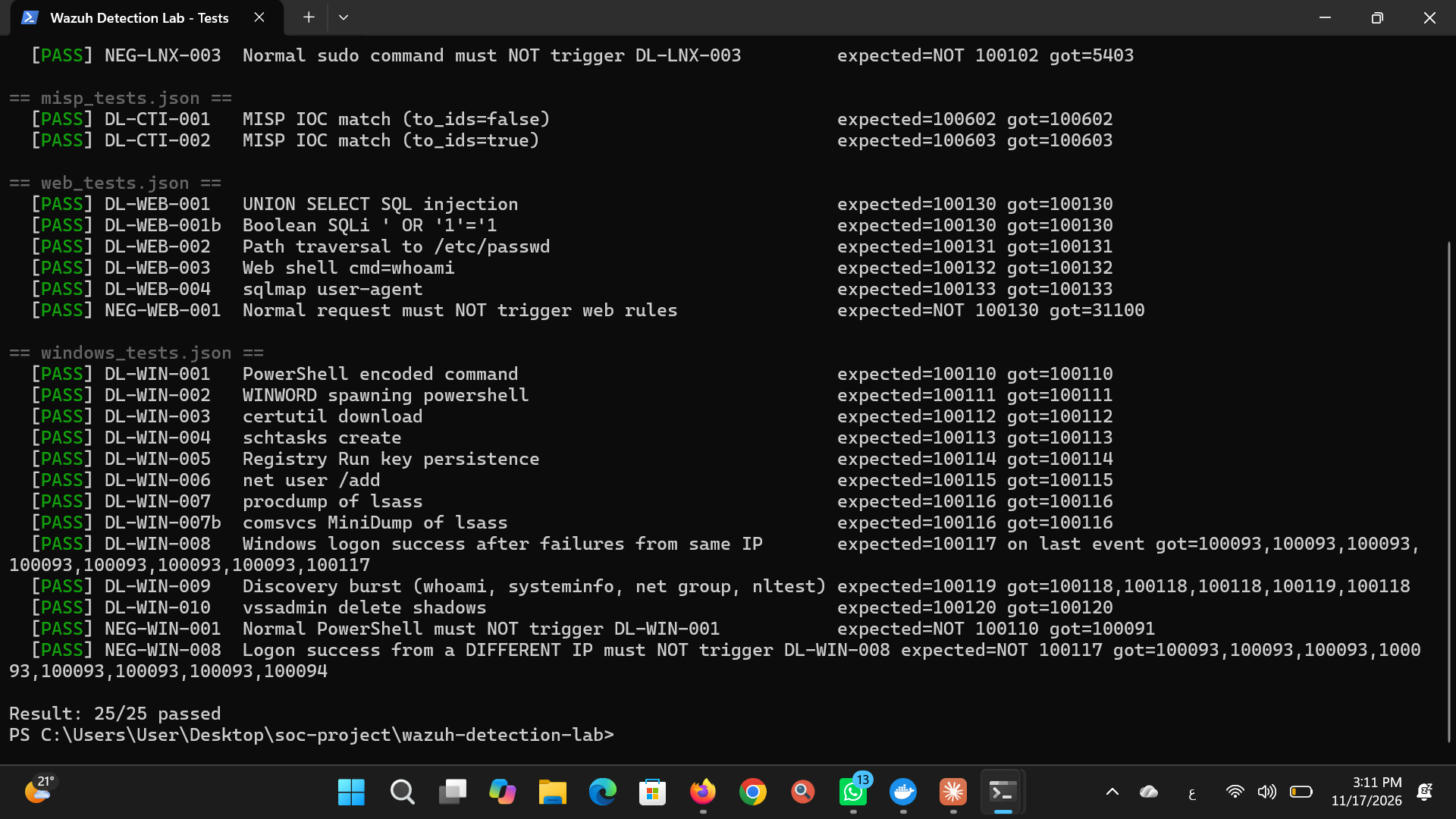 Wazuh Detection Lab - Tests
[PASS] NEG-LNX-003  Normal sudo command must NOT trigger DL-LNX-003  expected=NOT 100102 got=5403
== misp_tests.json ==
[PASS] DL-CTI-001  MISP IOC match (to_ids=false)  expected=100602 got=100602
[PASS] DL-CTI-002  MISP IOC match (to_ids=true)  expected=100603 got=100603
== web_tests.json ==
[PASS] DL-WEB-001  UNION SELECT SQL injection  expected=100130 got=100130
[PASS] DL-WEB-001b  Boolean SQLi ' OR '1'='1  expected=100130 got=100130
[PASS] DL-WEB-002  Path traversal to /etc/passwd  expected=100131 got=100131
[PASS] DL-WEB-003  Web shell cmd=whoami  expected=100132 got=100132
[PASS] DL-WEB-004  sqlmap user-agent  expected=100133 got=100133
[PASS] NEG-WEB-001  Normal request must NOT trigger web rules  expected=NOT 100130 got=31100
== windows_tests.json ==
[PASS] DL-WIN-001  PowerShell encoded command  expected=100110 got=100110
[PASS] DL-WIN-002  WINWORD spawning powershell  expected=100111 got=100111
[PASS] DL-WIN-003  certutil download  expected=100112 got=100112
[PASS] DL-WIN-004  schtasks create  expected=100113 got=100113
[PASS] DL-WIN-005  Registry Run key persistence  expected=100114 got=100114
[PASS] DL-WIN-006  net user /add  expected=100115 got=100115
[PASS] DL-WIN-007  procdump of lsass  expected=100116 got=100116
[PASS] DL-WIN-007b  comsvcs MiniDump of lsass  expected=100116 got=100116
[PASS] DL-WIN-008  Windows logon success after failures from same IP  expected=100117 on last event got=100093,100093,100093,
100093,100093,100093,100093,100117
[PASS] DL-WIN-009  Discovery burst (whoami, systeminfo, net group, nltest) expected=100119 got=100118,100118,100118,100119,100118
[PASS] DL-WIN-010  vssadmin delete shadows  expected=100120 got=100120
[PASS] NEG-WIN-001  Normal PowerShell must NOT trigger DL-WIN-001  expected=NOT 100110 got=100091
[PASS] NEG-WIN-008  Logon success from a DIFFERENT IP must NOT trigger DL-WIN-008 expected=NOT 100117 got=100093,100093,100093,1000
93,100093,100093,100093,100094
Result: 25/25 passed
PS C:\Users\User\Desktop\soc-project\wazuh-detection-lab>
21°
13
ع
3:11 PM
11/17/2026